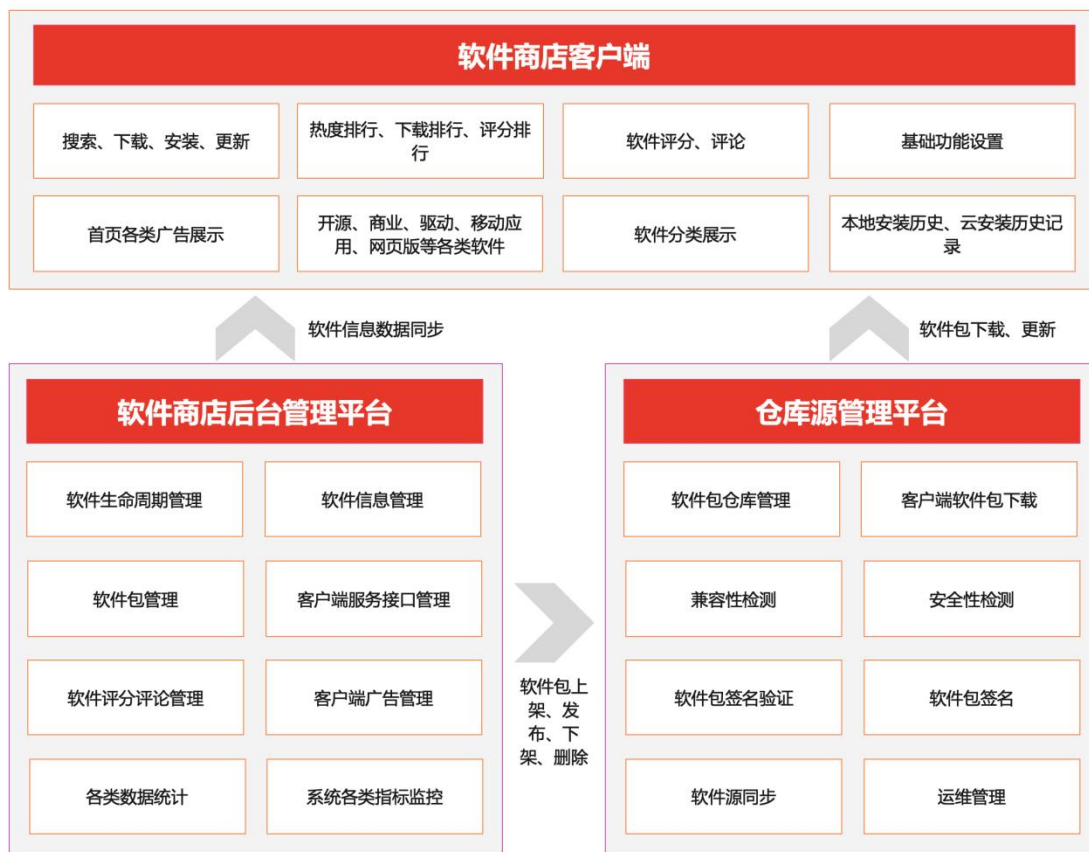 软件商店客户端
搜索、下载、安装、更新
热度排行、下载排行、评分排
行
软件评分、评论
基础功能设置
首页各类广告展示
开源、商业、驱动、移动应
用、网页版等各类软件
软件分类展示
本地安装历史、云安装历史记
录
软件信息数据同步
软件包下载、更新
软件商店后台管理平台
软件生命周期管理
软件信息管理
软件包管理
客户端服务接口管理
软件评分评论管理
客户端广告管理
各类数据统计
系统各类指标监控
软件包上
架、发
布、下
架、删除
仓库源管理平台
软件包仓库管理
客户端软件包下载
兼容性检测
安全性检测
软件包签名验证
软件包签名
软件源同步
运维管理